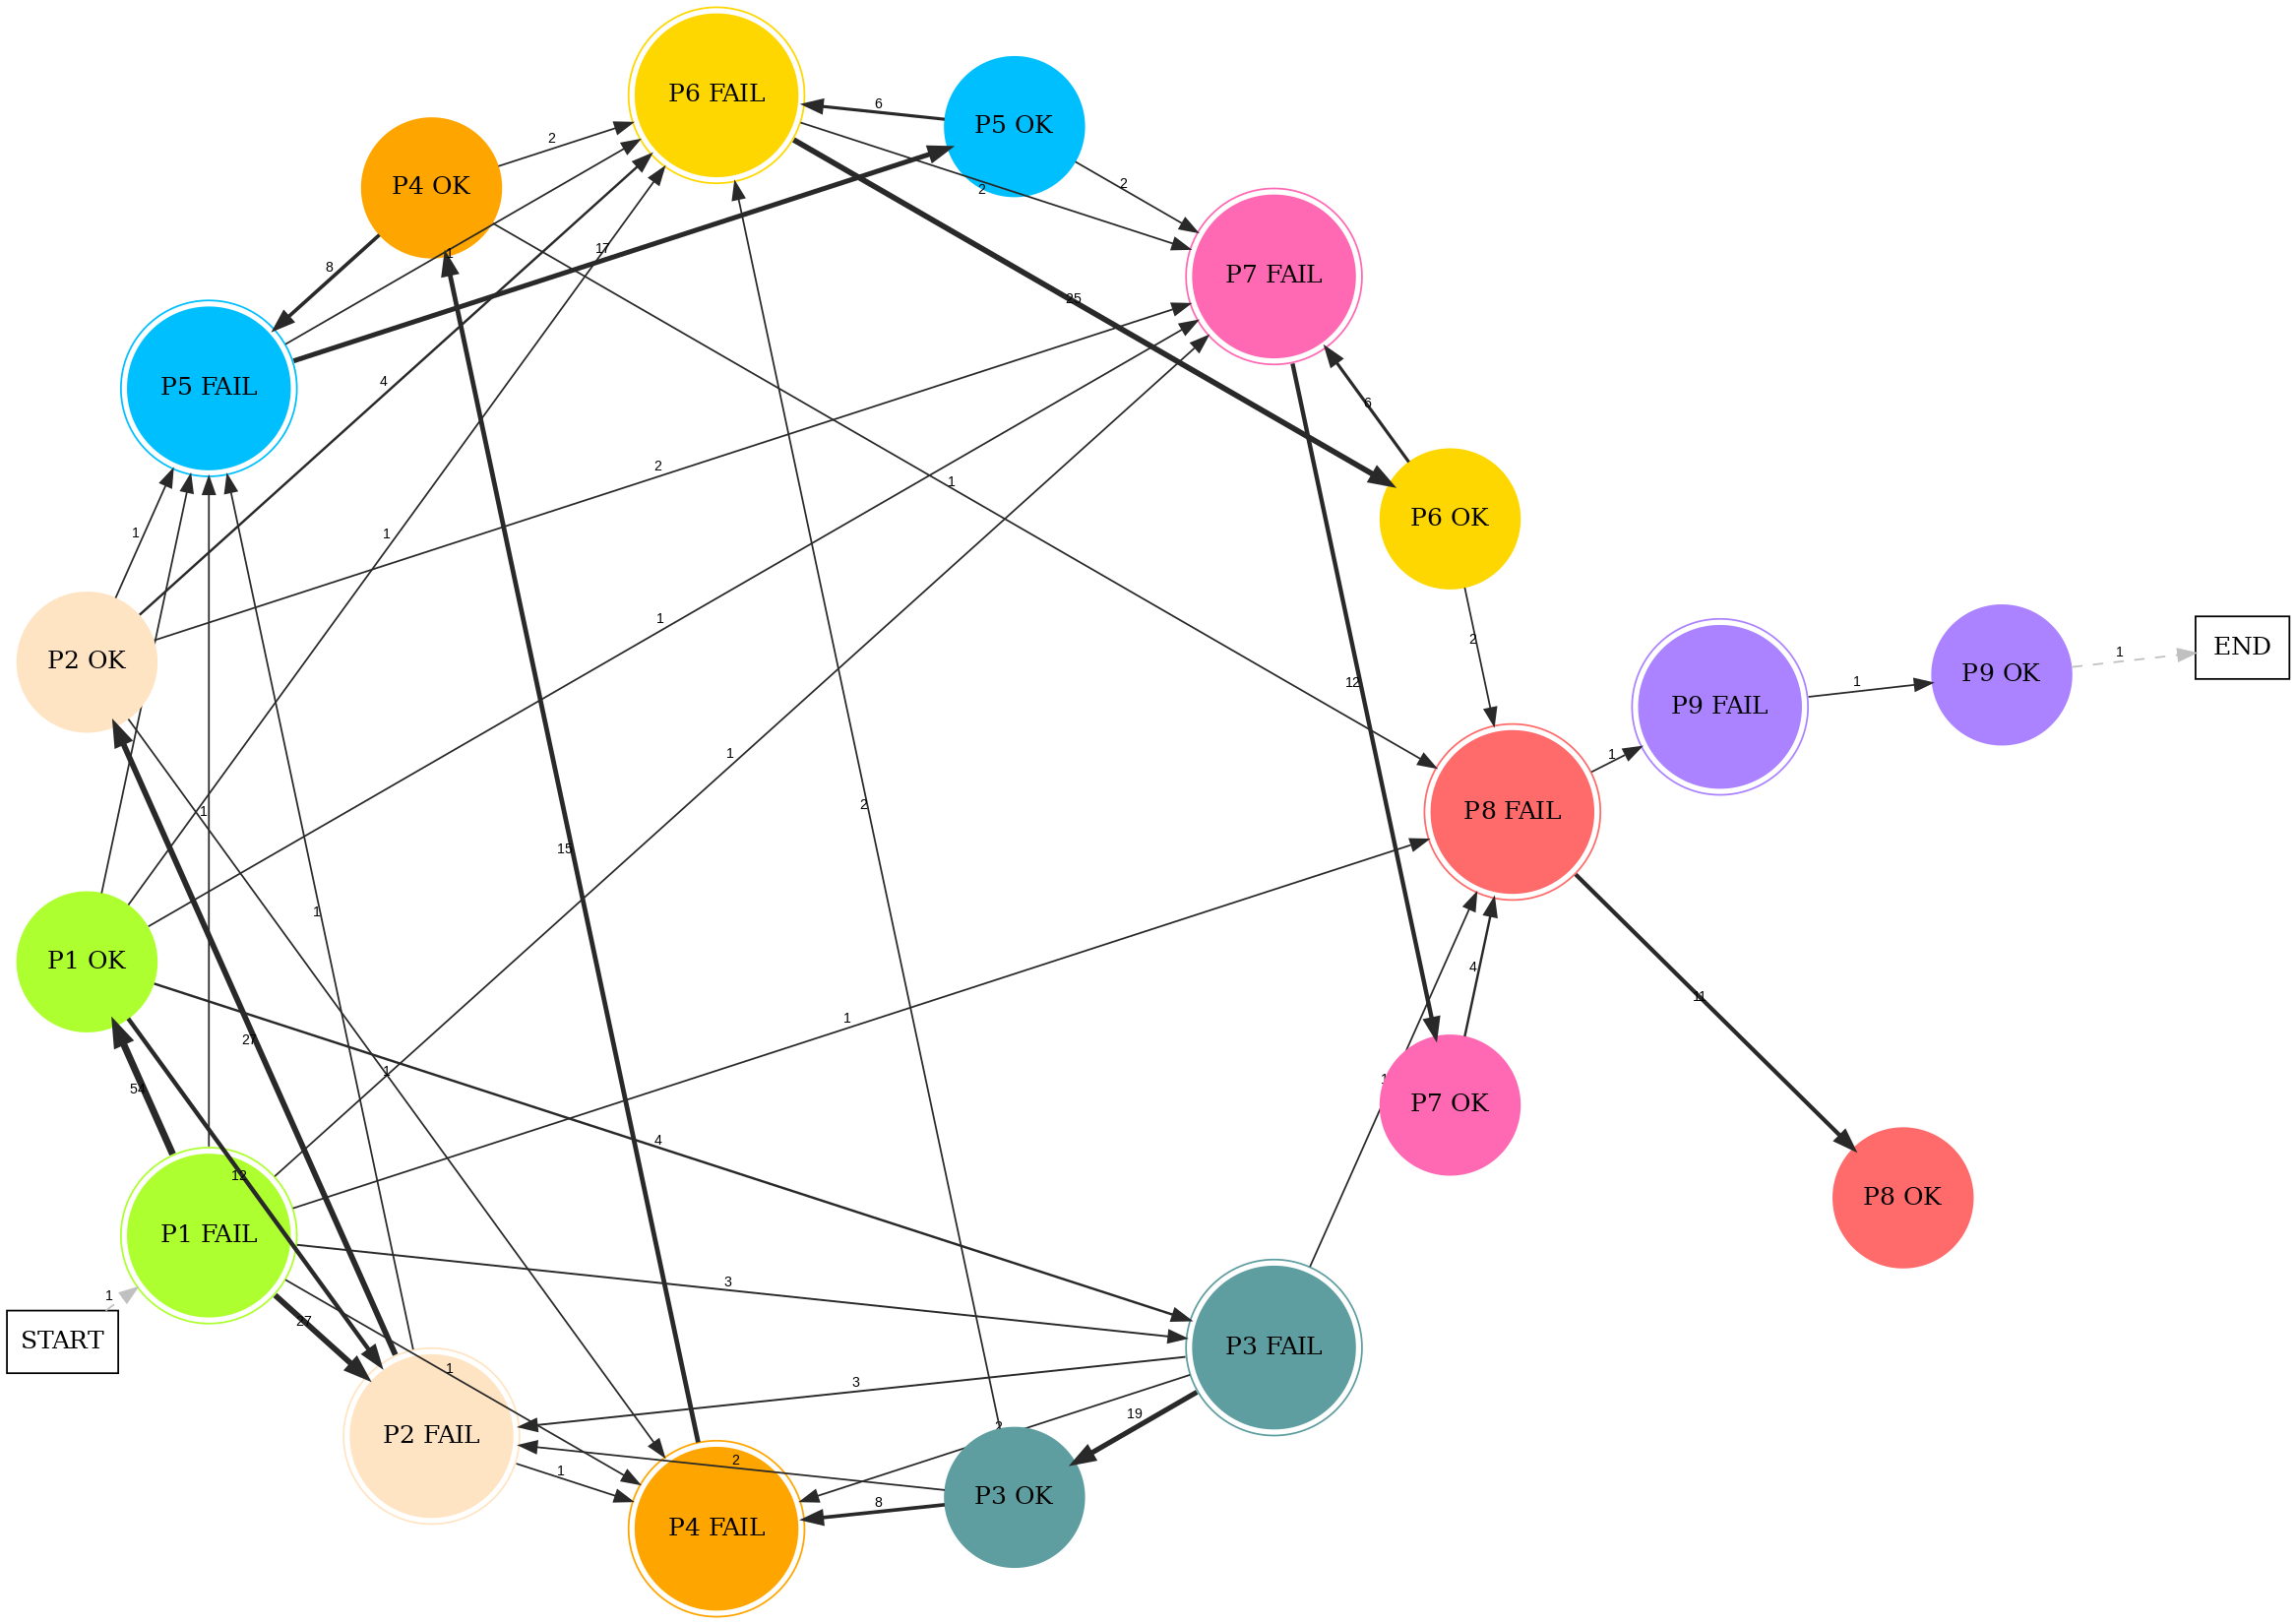 P6 FAIL
P5 OK
6
2
P4 OK
2
2
1
17
8
P7 FAIL
25
P5 FAIL
4
6
2
1
P6 OK
1
1
1
2
P2 OK
1
12
1
P9 FAIL
1
P9 OK
1
END
1
2
P8 FAIL
15
1
1
P1 OK
4
11
1
27
1
54
4
P7 OK
12
P8 OK
P1 FAIL
3
1
27
START
P3 FAIL
1
3
19
P2 FAIL
2
1
8
P3 OK
P4 FAIL